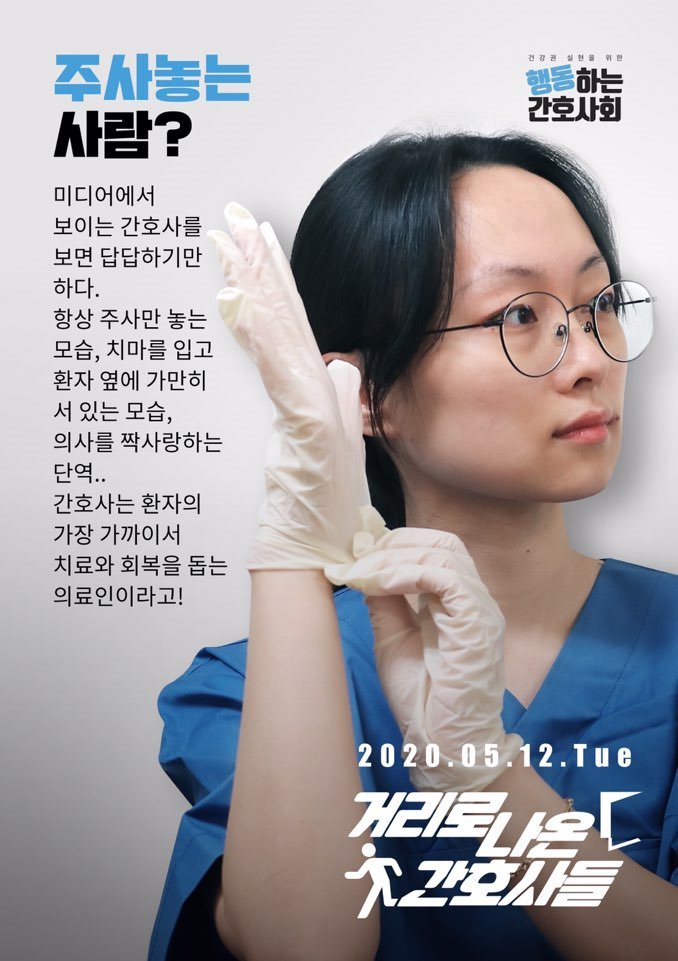 주사놓는
사람?
건강권 실현을 위한
행동하는
간호사회
미디어에서
보이는 간호사를
보면 답답하기만
하다.
항상 주사만 놓는
모습, 치마를 입고
환자 옆에 가만히
서 있는 모습,
의사를 짝사랑하는
단역..
간호사는 환자의
가장 가까이서
치료와 회복을 돕는
의료인이라고!
2020.05.12.Tue
거리로
나온
간호사들